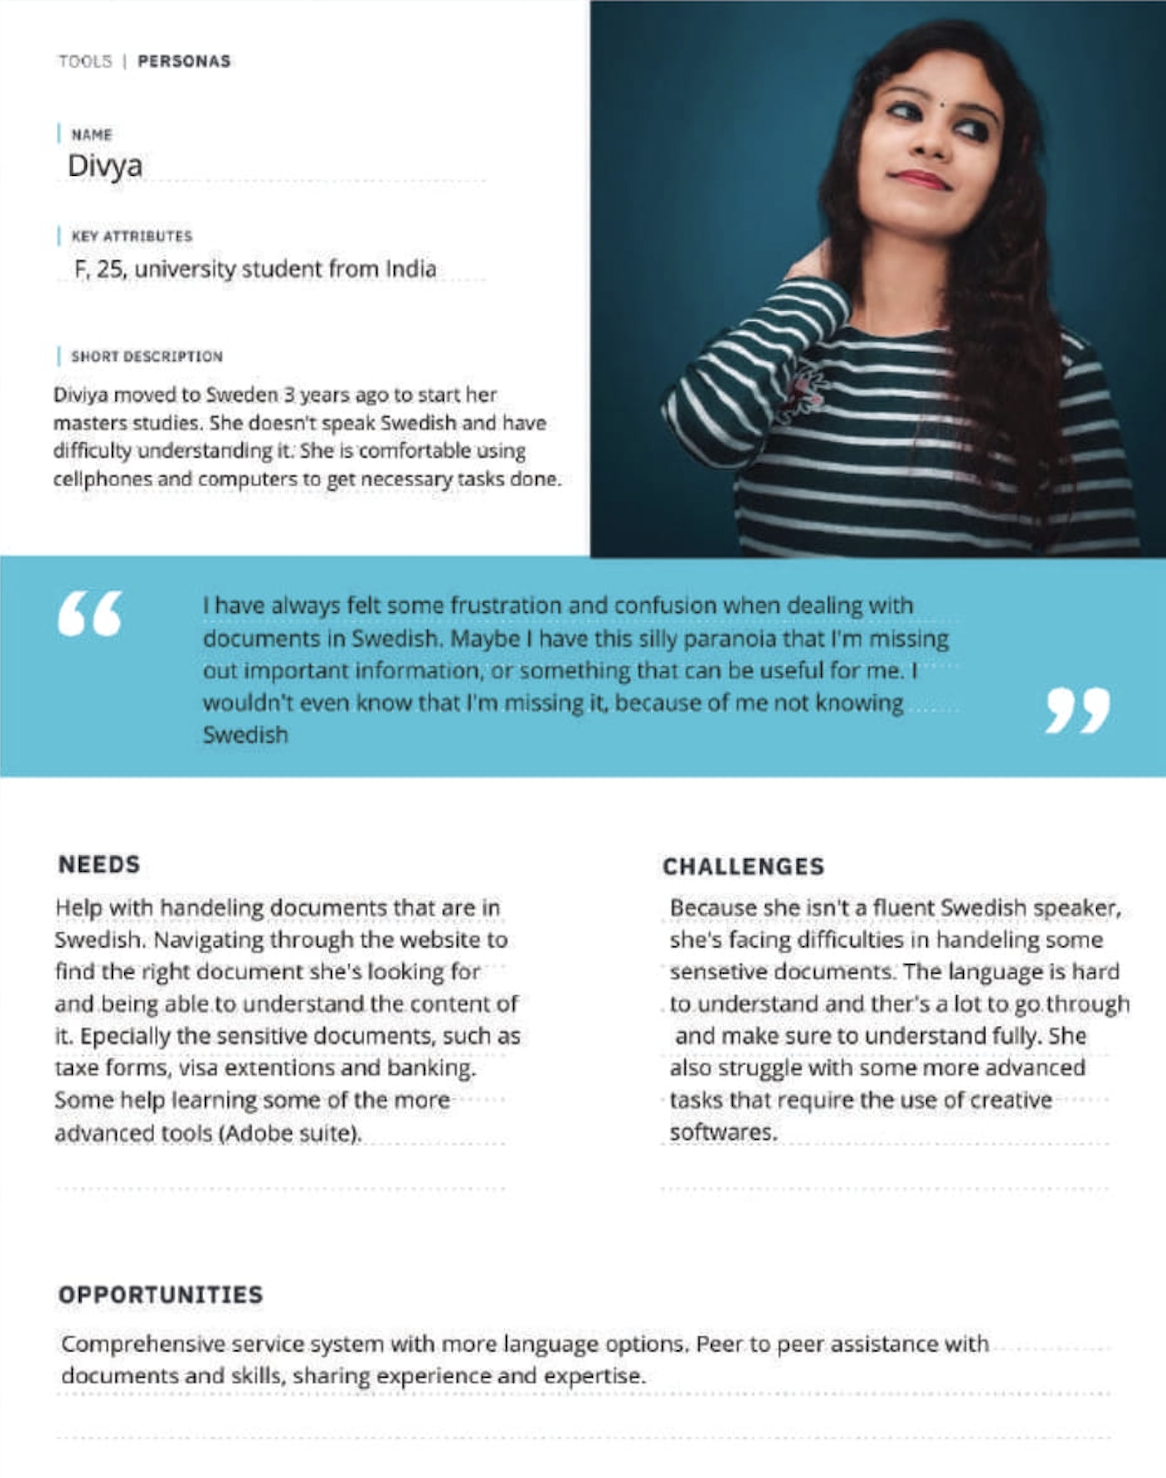 TOOLS | PERSONAS
NAME
Divya
KEY ATTRIBUTES
F, 25, university student from India
SHORT DESCRIPTION
Diviya moved to Sweden 3 years ago to start her
masters studies. She doesn't speak Swedish and have
difficulty understanding it. She is comfortable using
cellphones and computers to get necessary tasks done.
“
I have always felt some frustration and confusion when dealing with
documents in Swedish. Maybe I have this silly paranoia that I'm missing
out important information, or something that can be useful for me. I
wouldn't even know that I'm missing it, because of me not knowing
Swedish
”
NEEDS
Help with handeling documents that are in
Swedish. Navigating through the website to
find the right document she's looking for
and being able to understand the content of
it. Epecially the sensitive documents, such as
taxe forms, visa extentions and banking.
Some help learning some of the more
advanced tools (Adobe suite).
CHALLENGES
Because she isn't a fluent Swedish speaker,
she's facing difficulties in handeling some
sensetive documents. The language is hard
to understand and ther's a lot to go through
and make sure to understand fully. She
also struggle with some more advanced
tasks that require the use of creative
softwares.
OPPORTUNITIES
Comprehensive service system with more language options. Peer to peer assistance with
documents and skills, sharing experience and expertise.